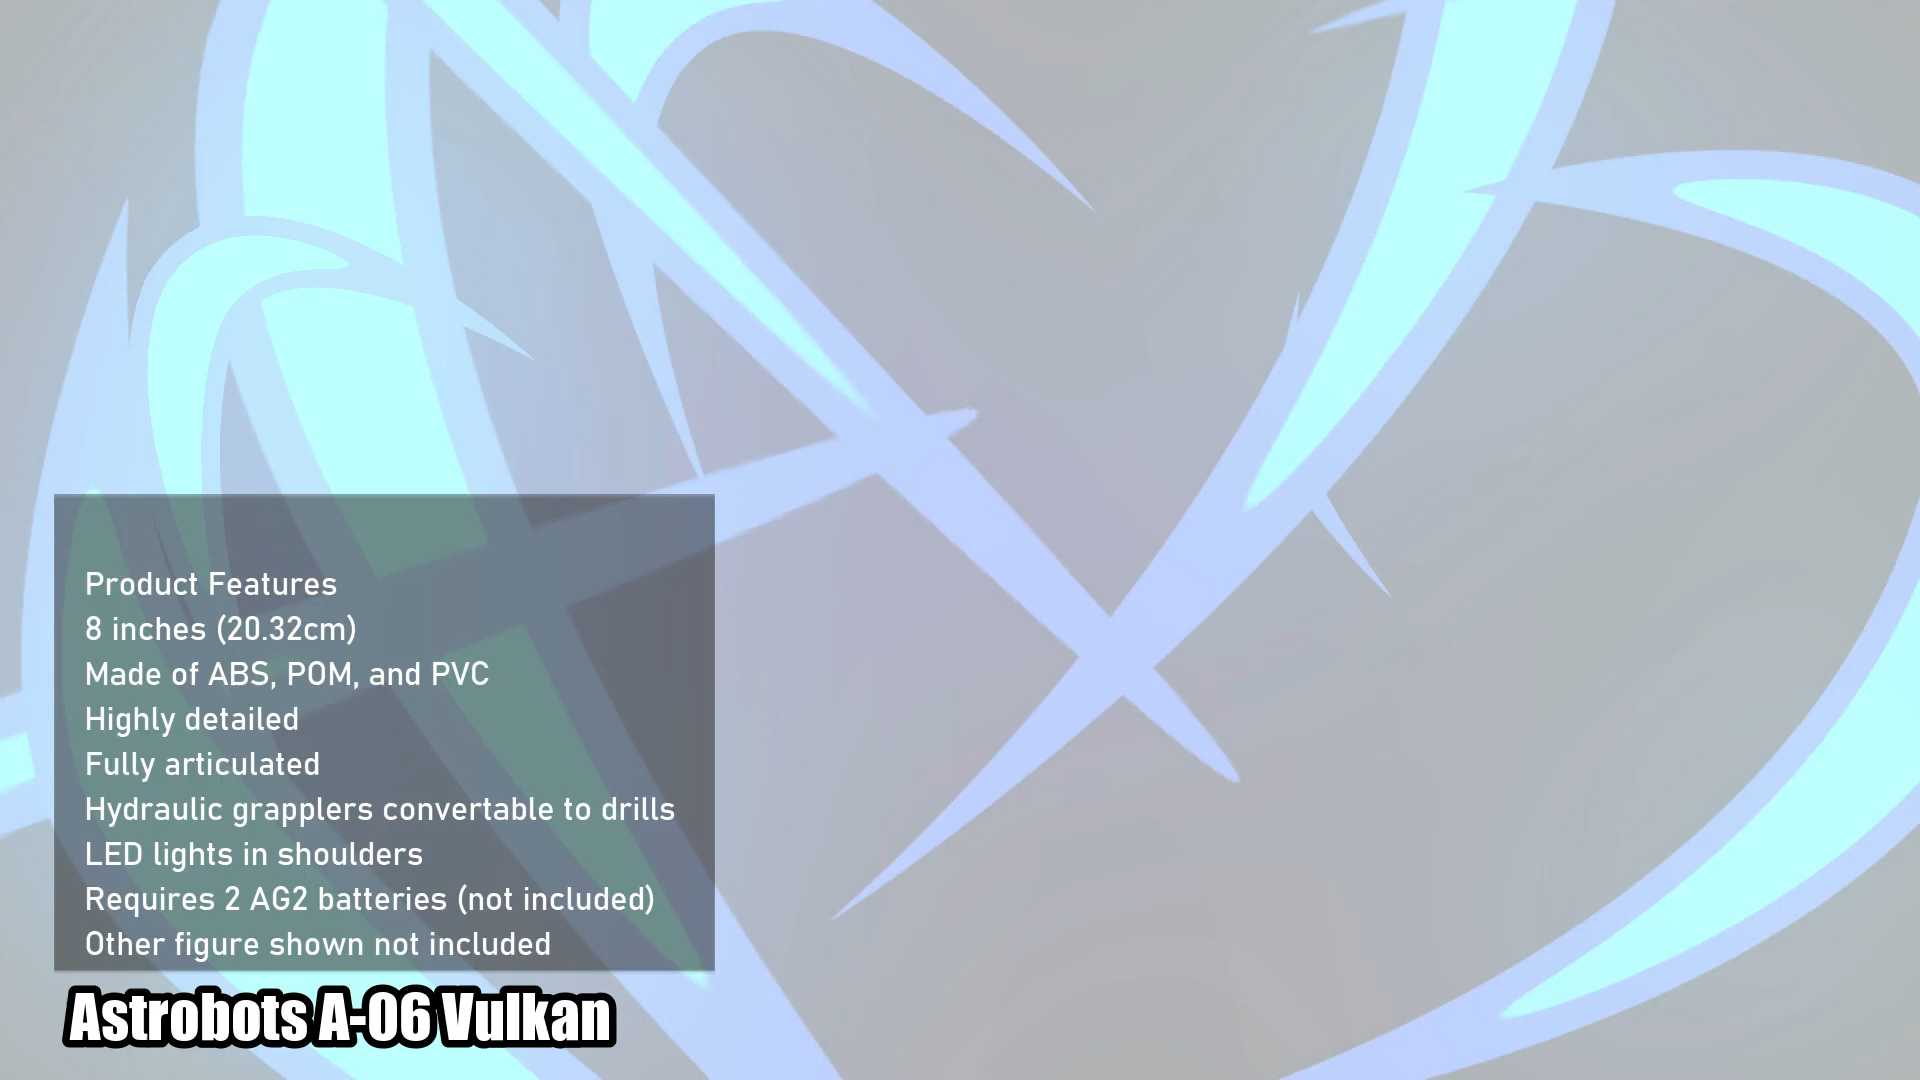 Product Features
8 inches (20.32cm)
Made of ABS, POM, and PVC
Highly detailed
Fully articulated
Hydraulic grapplers convertable to drills
LED lights in shoulders
Requires 2 AG2 batteries (not included)
Other figure shown not included
Astrobots A-06 Vulkan